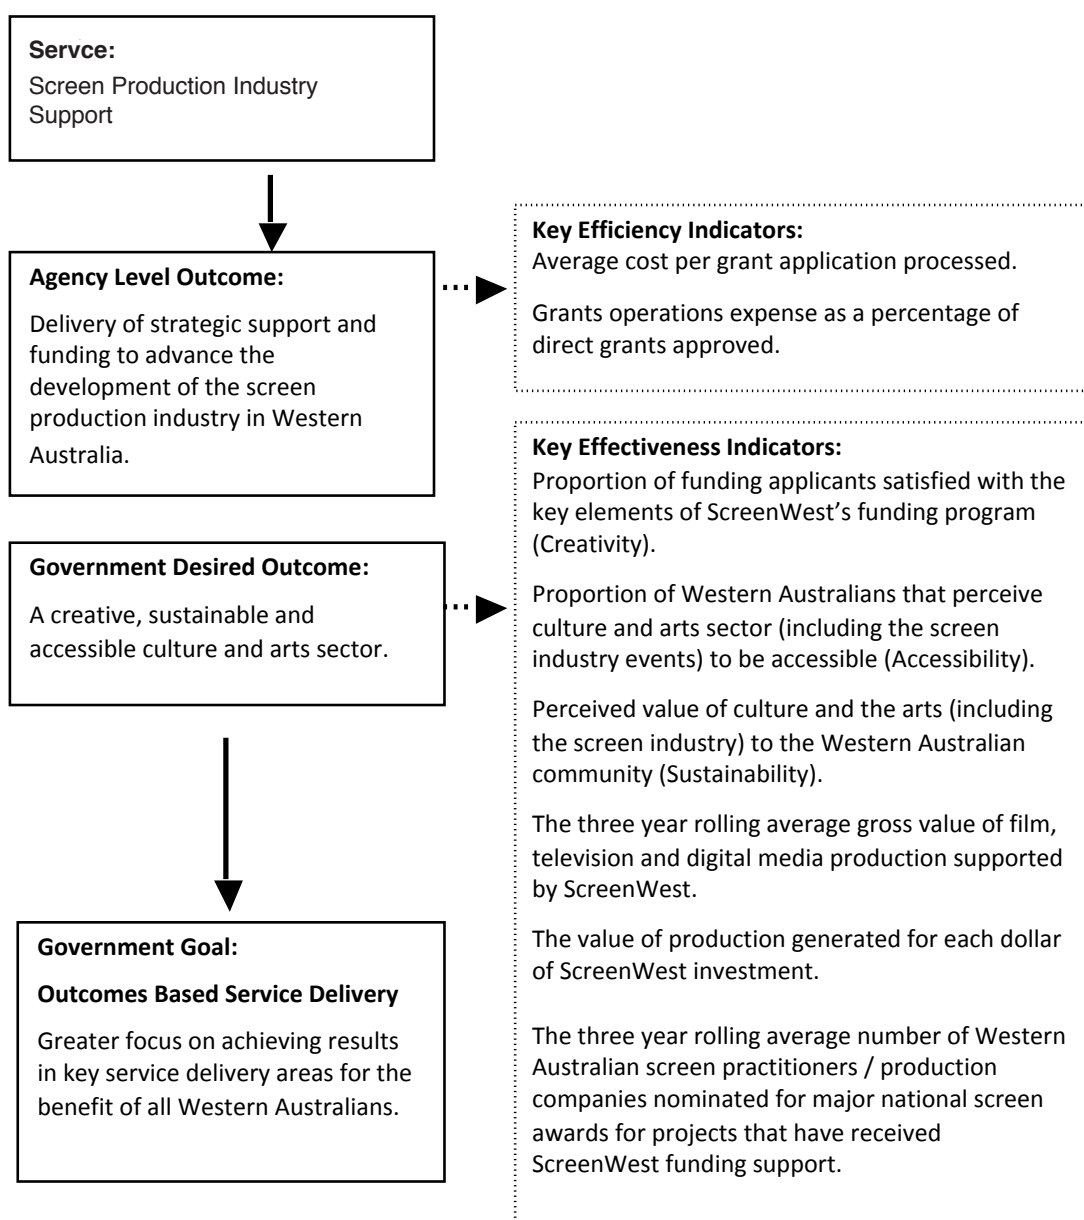 Servce:
Screen Production Industry
Support
Agency Level Outcome:
Delivery of strategic support and
funding to advance the
development of the screen
production industry in Western
Australia.
Government Desired Outcome:
A creative, sustainable and
accessible culture and arts sector.
Government Goal:
Outcomes Based Service Delivery
Greater focus on achieving results
in key service delivery areas for the
benefit of all Western Australians.
Key Efficiency Indicators:
Average cost per grant application processed.
Grants operations expense as a percentage of
direct grants approved.
Key Effectiveness Indicators:
Proportion of funding applicants satisfied with the
key elements of ScreenWest’s funding program
(Creativity).
Proportion of Western Australians that perceive
culture and arts sector (including the screen
industry events) to be accessible (Accessibility).
Perceived value of culture and the arts (including
the screen industry) to the Western Australian
community (Sustainability).
The three year rolling average gross value of film,
television and digital media production supported
by ScreenWest.
The value of production generated for each dollar
of ScreenWest investment.
The three year rolling average number of Western
Australian screen practitioners / production
companies nominated for major national screen
awards for projects that have received
ScreenWest funding support.